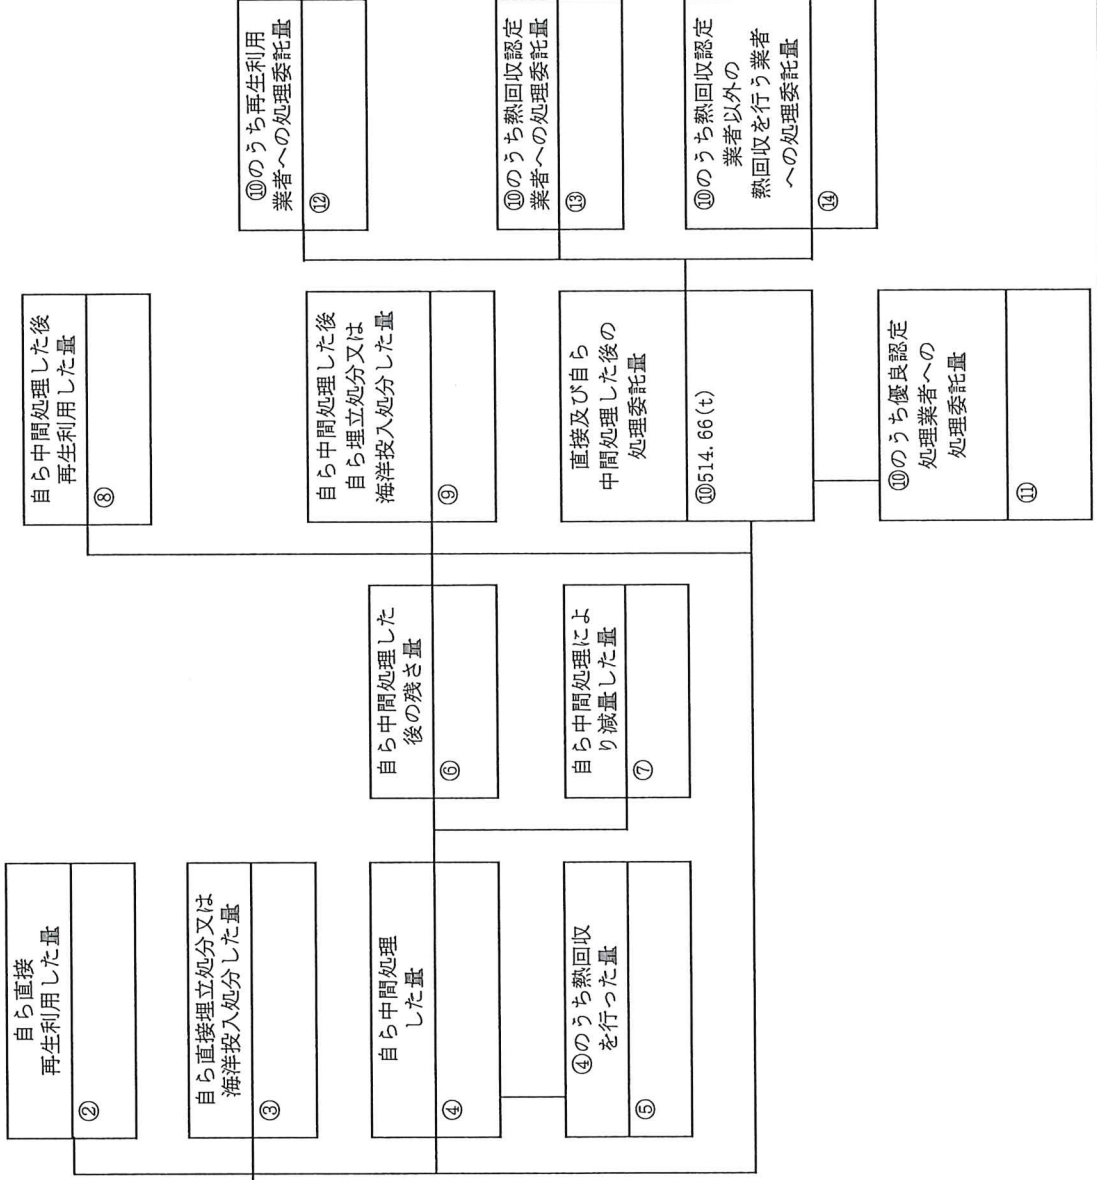 自ら直接
再生利用した量
②
自ら直接埋立処分又は
海洋投入処分した量
③
自ら中間処理
した量
④
④のうち熱回収
を行った量
⑤
自ら中間処理した
後の残さ量
⑥
自ら中間処理によ
り減量した量
⑦
自ら中間処理した後
再生利用した量
⑧
自ら中間処理した後
自ら埋立処分又は
海洋投入処分した量
⑨
直接及び自ら
中間処理した後の
処理委託量
⑩514.66(t)
⑩のうち優良認定
処理業者への
処理委託量
⑪
⑩のうち再生利用
業者への処理委託量
⑫
⑩のうち熱回収認定
業者への処理委託量
⑬
⑩のうち熱回収認定
業者以外の
熱回収を行う業者
への処理委託量
⑭